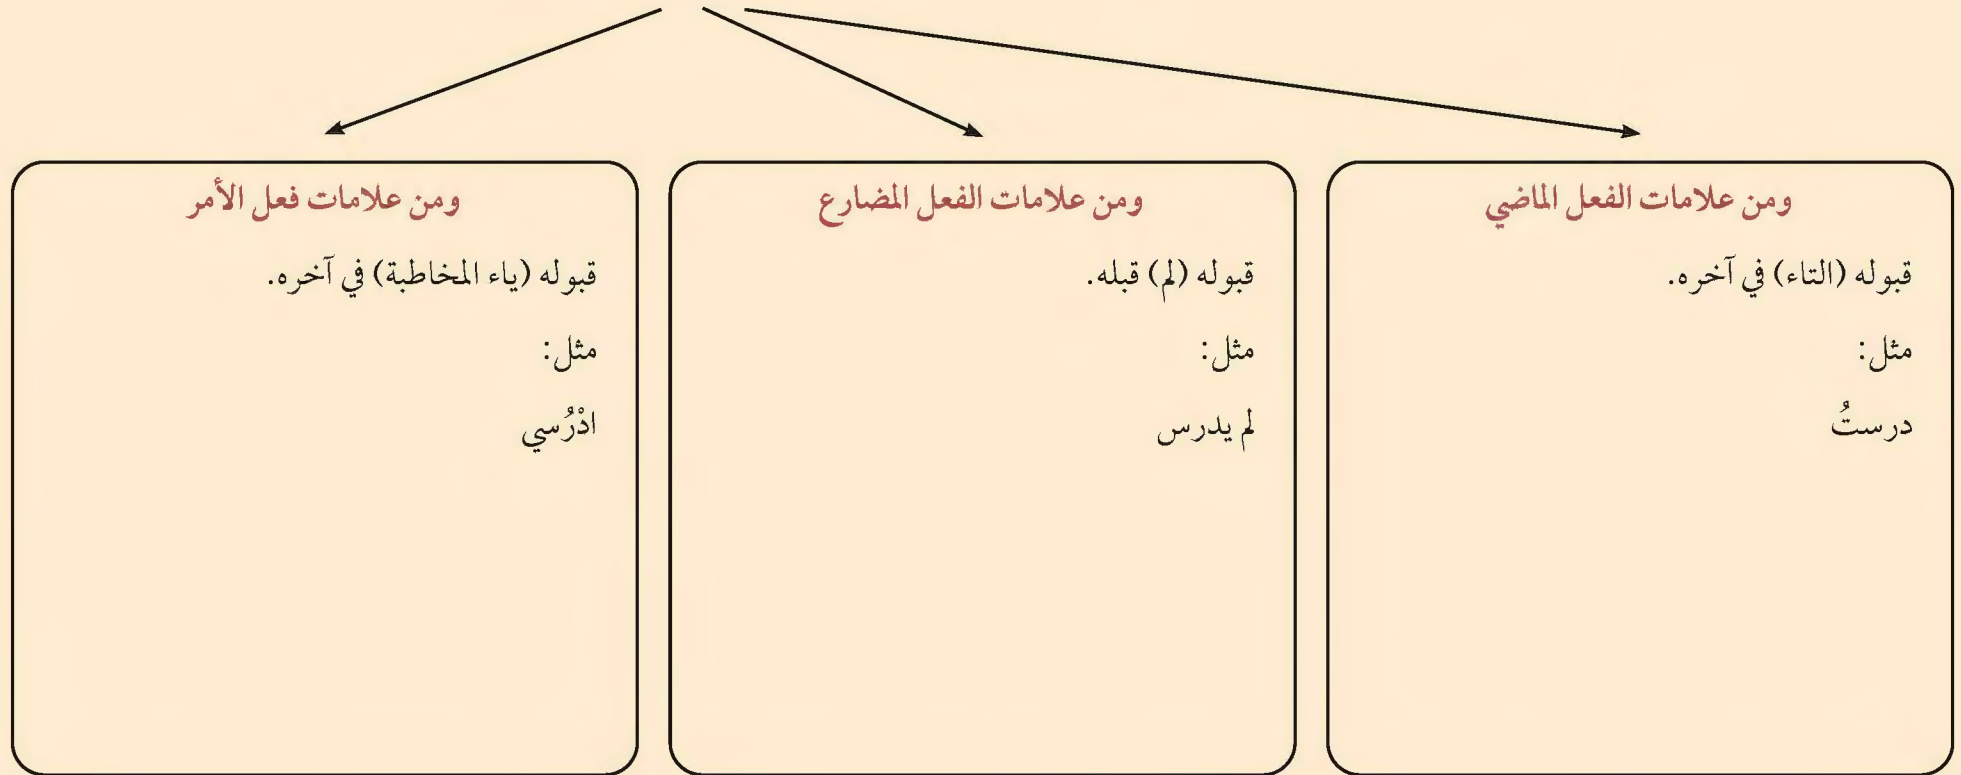 ومن علامات الفعل الماضي
قبوله (التاء) في آخره.
مثل:
درستُ
ومن علامات الفعل المضارع
قبوله (لم) قبله.
مثل:
لم يدرس
ومن علامات فعل الأمر
قبوله (ياء المخاطبة) في آخره.
مثل:
ادْرُسي